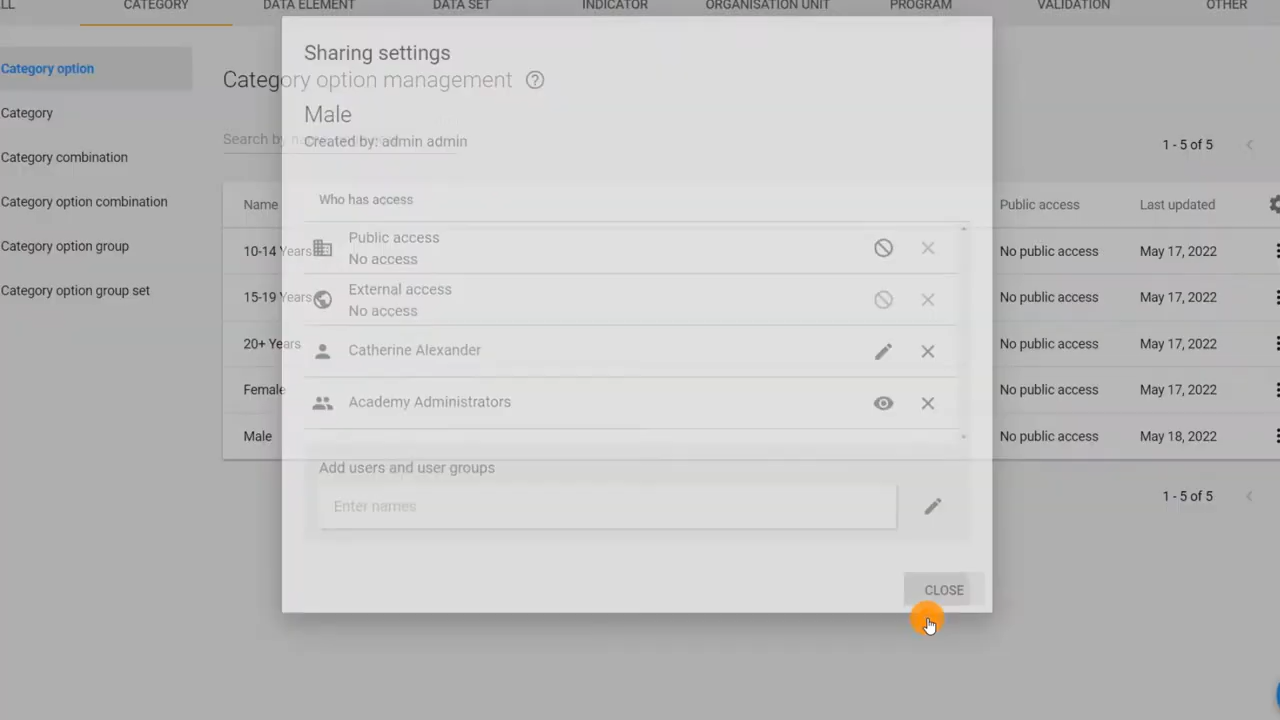 LL CATEGORY DATA ELEMENT DATA SET INDICATOR ORGANISATION UNIT PROGRAM VALIDATION OTHER
Category option
Category
Category combination
Category option combination
Category option group
Category option group set
Category option management ?
Search by
1 - 5 of 5
Name Public access Last updated
10-14 Years No public access May 17, 2022
15-19 Years No public access May 17, 2022
20+ Years No public access May 17, 2022
Female No public access May 17, 2022
Male No public access May 18, 2022
1 - 5 of 5
Sharing settings
Male
Created by: admin admin
Who has access
Public access
No access
External access
No access
Catherine Alexander
Academy Administrators
Add users and user groups
Enter names
CLOSE